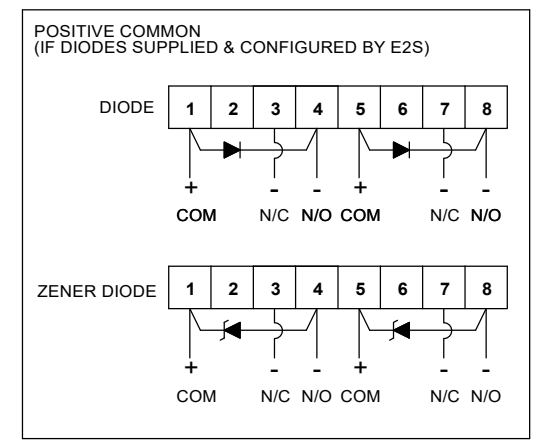 POSITIVE COMMON
(IF DIODES SUPPLIED & CONFIGURED BY E2S)
DIODE 1 2 3 4 5 6 7 8
+ - - + - -
COM N/C N/O COM N/C N/O
ZENER DIODE 1 2 3 4 5 6 7 8
+ - - + - -
COM N/C N/O COM N/C N/O